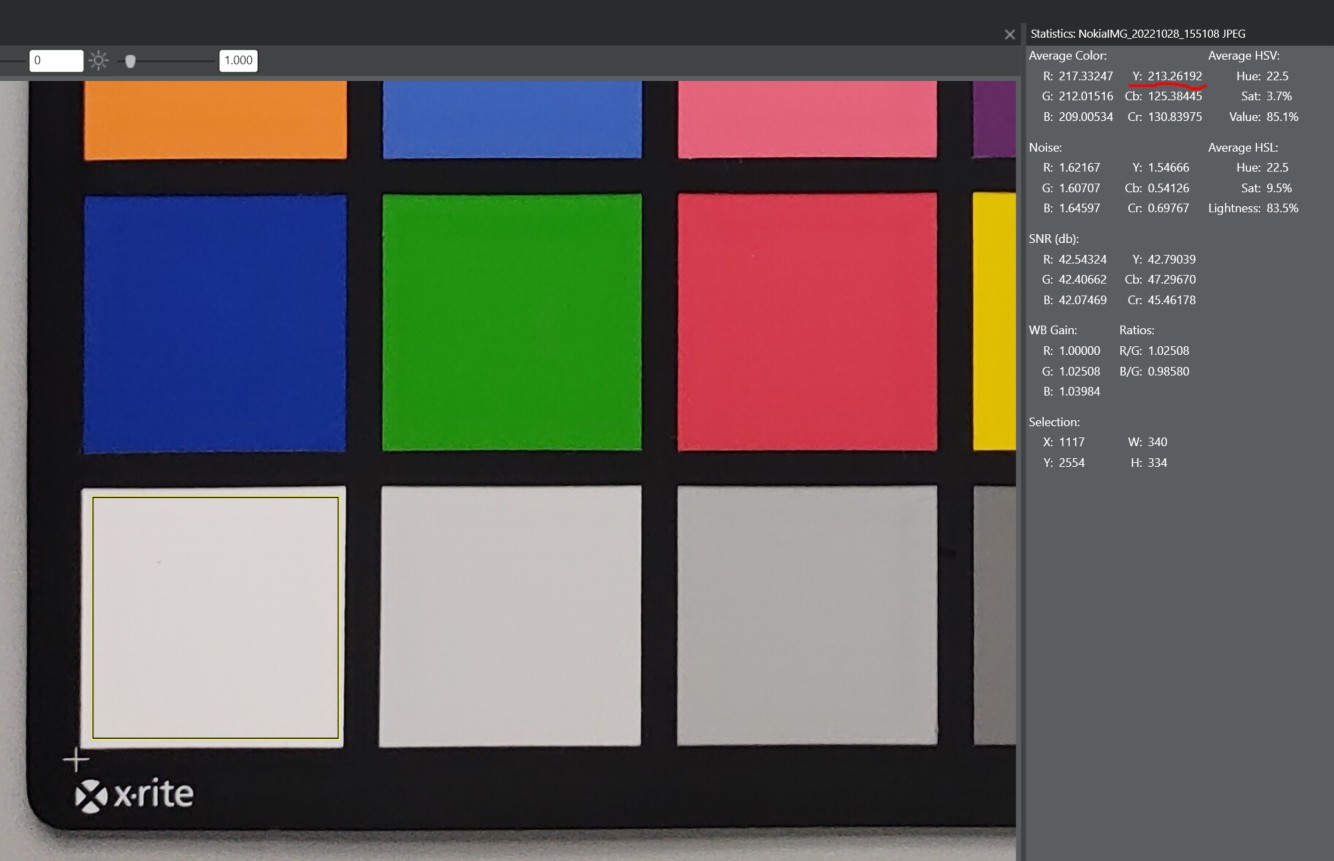 Statistics: NokiaIMG_20221028_155108 JPEG
0
1.000
Average Color: Average HSV:
R: 217.33247 Y: 213.26192 Hue: 22.5
G: 212.01516 Cb: 125.38445 Sat: 3.7%
B: 209.00534 Cr: 130.83975 Value: 85.1%
Noise: Average HSL:
R: 1.62167 Y: 1.54666 Hue: 22.5
G: 1.60707 Cb: 0.54126 Sat: 9.5%
B: 1.64597 Cr: 0.69767 Lightness: 83.5%
SNR (db):
R: 42.54324 Y: 42.79039
G: 42.40662 Cb: 47.29670
B: 42.07469 Cr: 45.46178
WB Gain: Ratios:
R: 1.00000 R/G: 1.02508
G: 1.02508 B/G: 0.98580
B: 1.03984
Selection:
X: 1117 W: 340
Y: 2554 H: 334
x·rite